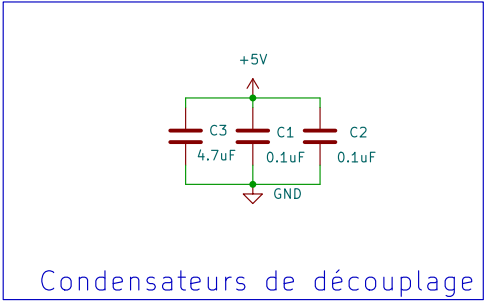 +5V
C3 C1 C2
4.7uF 0.1uF 0.1uF
GND
Condensateurs de découplage